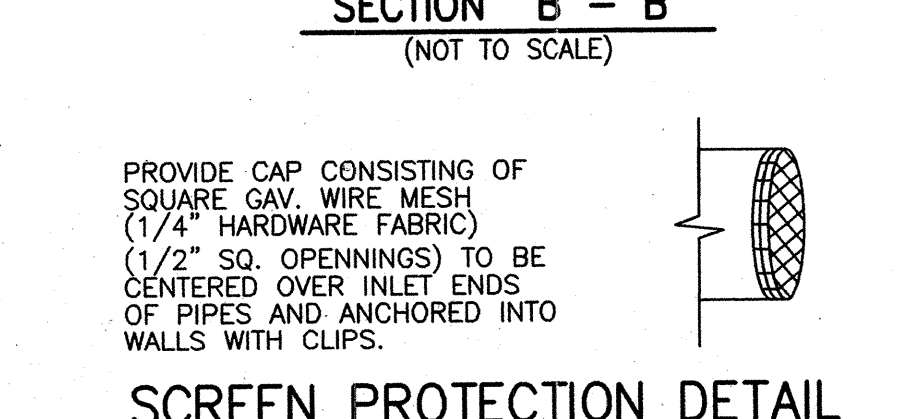 SECTION B - B
(NOT TO SCALE)
PROVIDE CAP CONSISTING OF
SQUARE GAV. WIRE MESH
(1/4" HARDWARE FABRIC)
(1/2" SQ. OPENNINGS) TO BE
CENTERED OVER INLET ENDS
OF PIPES AND ANCHORED INTO
WALLS WITH CLIPS.
SCREEN PROTECTION DETAIL